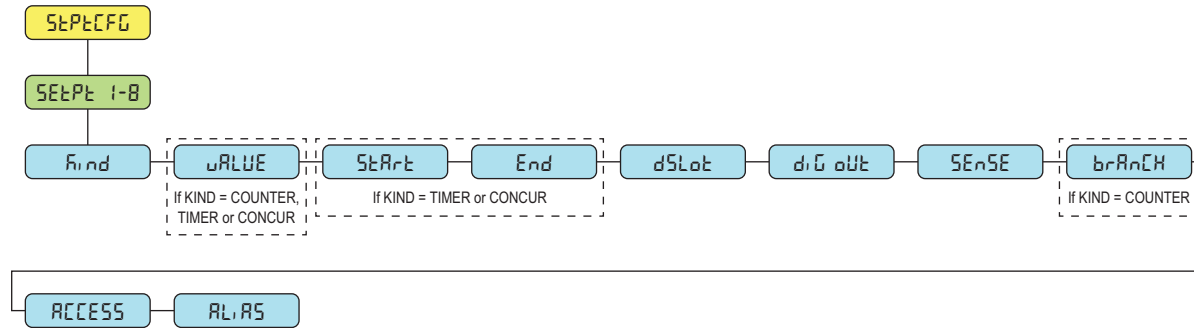 StPtCFG
SEtPt 1-8
Kind
vALUE
StArt
End
dSLot
diG oUt
SEnSE
brAnCH
If KIND = COUNTER,
TIMER or CONCUR
If KIND = TIMER or CONCUR
If KIND = COUNTER
ACCESS
ALiAS